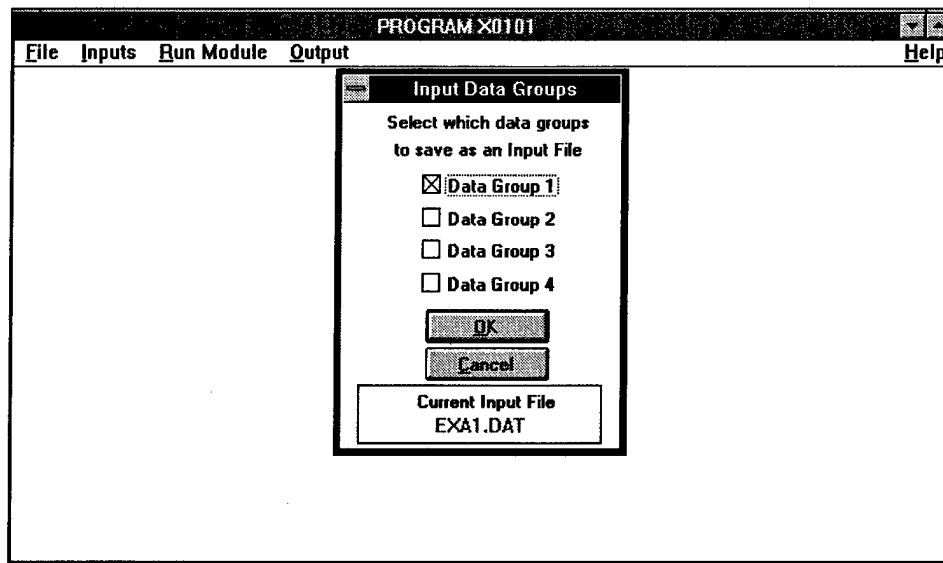 PROGRAM X0101
File Inputs Run Module Output Help
Input Data Groups
Select which data groups
to save as an Input File
Data Group 1
Data Group 2
Data Group 3
Data Group 4
OK
Cancel
Current Input File
EXA1.DAT